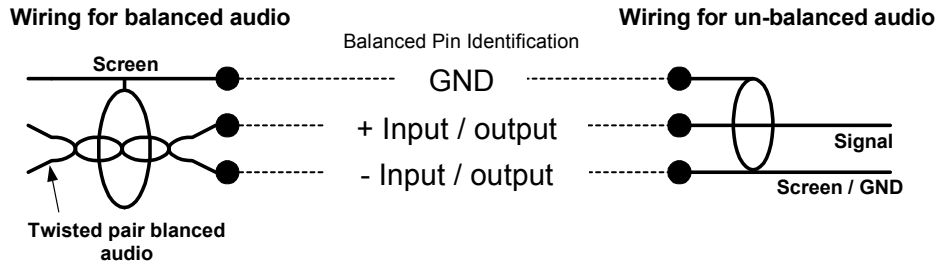 Wiring for balanced audio
Wiring for un-balanced audio
Balanced Pin Identification
Screen
GND
+ Input / output
Signal
- Input / output
Screen / GND
Twisted pair blanced
audio